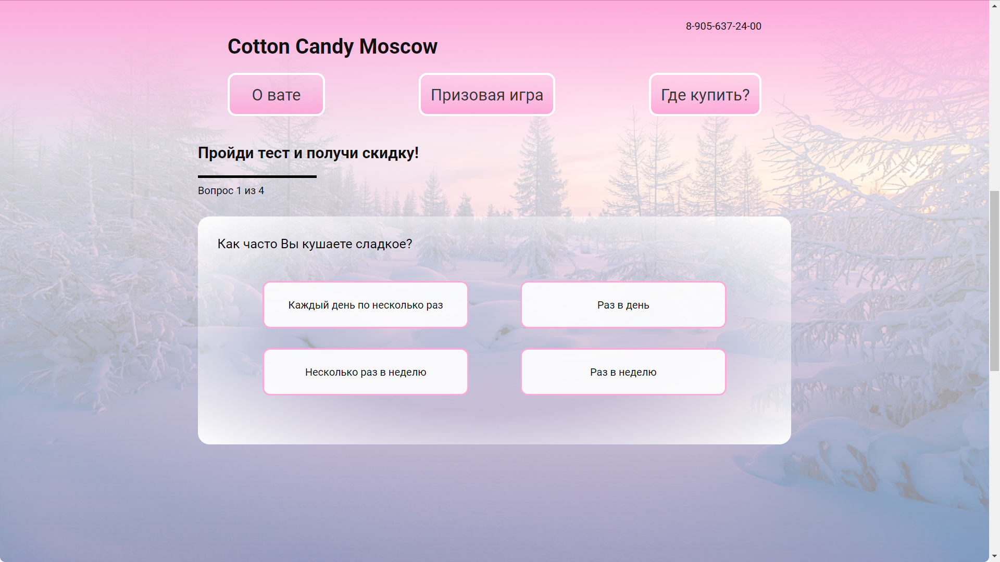 8-905-637-24-00
Cotton Candy Moscow
О вате
Призовая игра
Где купить?
Пройди тест и получи скидку!
Вопрос 1 из 4
Как часто Вы кушаете сладкое?
Каждый день по несколько раз
Раз в день
Несколько раз в неделю
Раз в неделю